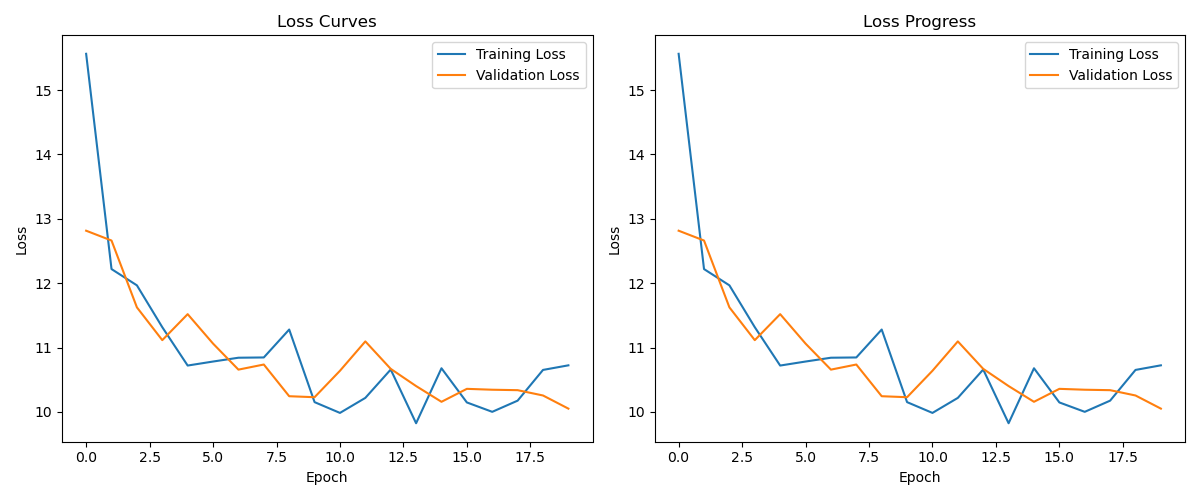 Loss Curves
Training Loss
Validation Loss
15
14
13
12
11
10
Loss
0.0 2.5 5.0 7.5 10.0 12.5 15.0 17.5
Epoch
Loss Progress
Training Loss
Validation Loss
15
14
13
12
11
10
Loss
0.0 2.5 5.0 7.5 10.0 12.5 15.0 17.5
Epoch